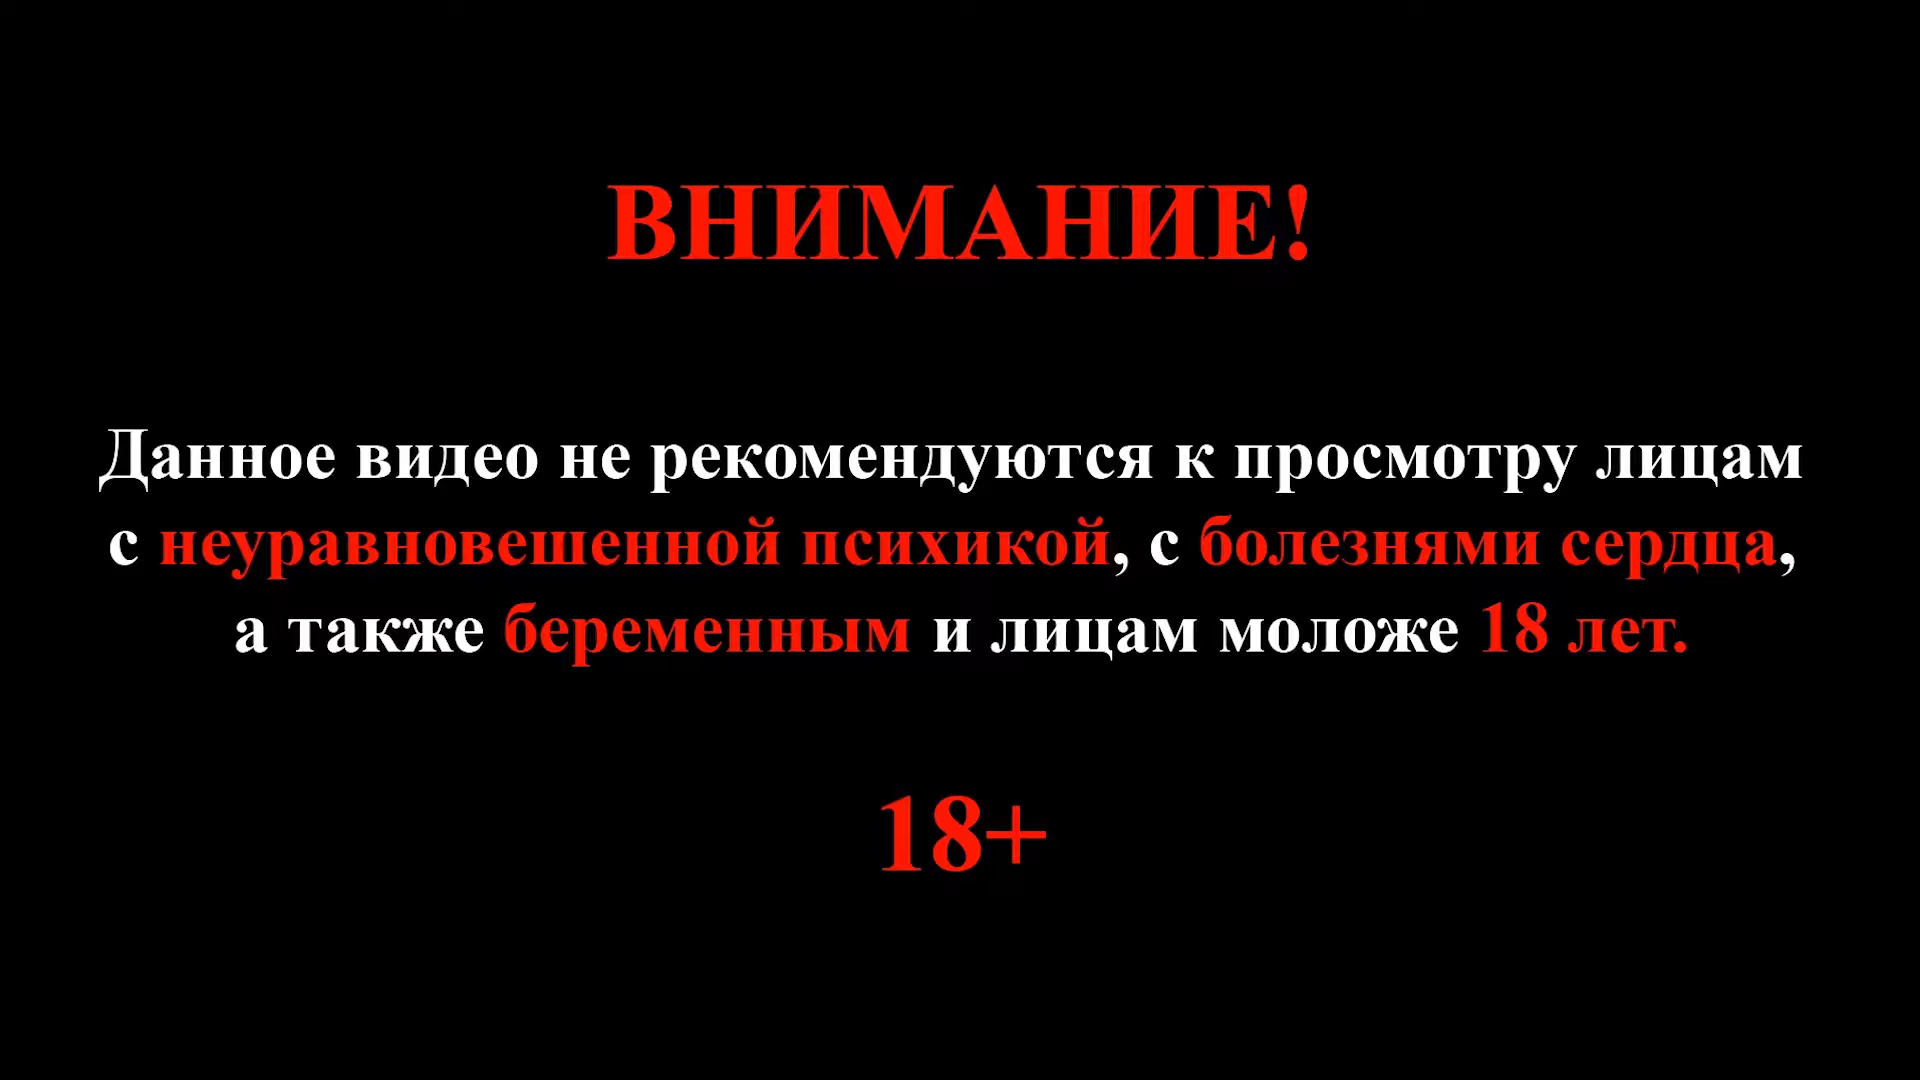 ВНИМАНИЕ!
Данное видео не рекомендуются к просмотру лицам
с неуравновешенной психикой, с болезнями сердца,
а также беременным и лицам моложе 18 лет.
18+